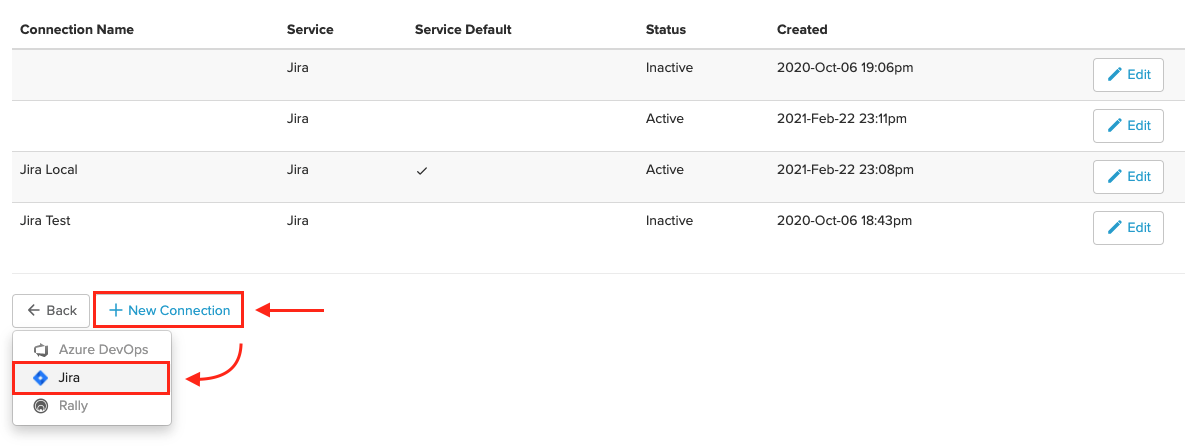 Connection Name Service Service Default Status Created
Jira Inactive 2020-Oct-06 19:06pm Edit
Jira Active 2021-Feb-22 23:11pm Edit
Jira Local Jira Active 2021-Feb-22 23:08pm Edit
Jira Test Jira Inactive 2020-Oct-06 18:43pm Edit
Back New Connection
Azure DevOps
Jira
Rally